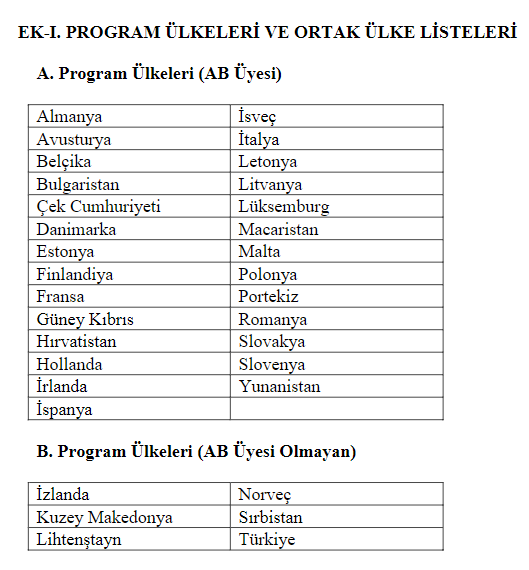 EK-I. PROGRAM ÜLKELERİ VE ORTAK ÜLKE LİSTELERİ
A. Program Ülkeleri (AB Üyesi)
Almanya İsveç
Avusturya İtalya
Belçika Letonya
Bulgaristan Litvanya
Çek Cumhuriyeti Lüksemburg
Danimarka Macaristan
Estonya Malta
Finlandiya Polonya
Fransa Portekiz
Güney Kıbrıs Romanya
Hırvatistan Slovakya
Hollanda Slovenya
İrlanda Yunanistan
İspanya
B. Program Ülkeleri (AB Üyesi Olmayan)
İzlanda Norveç
Kuzey Makedonya Sırbistan
Lihtenştayn Türkiye